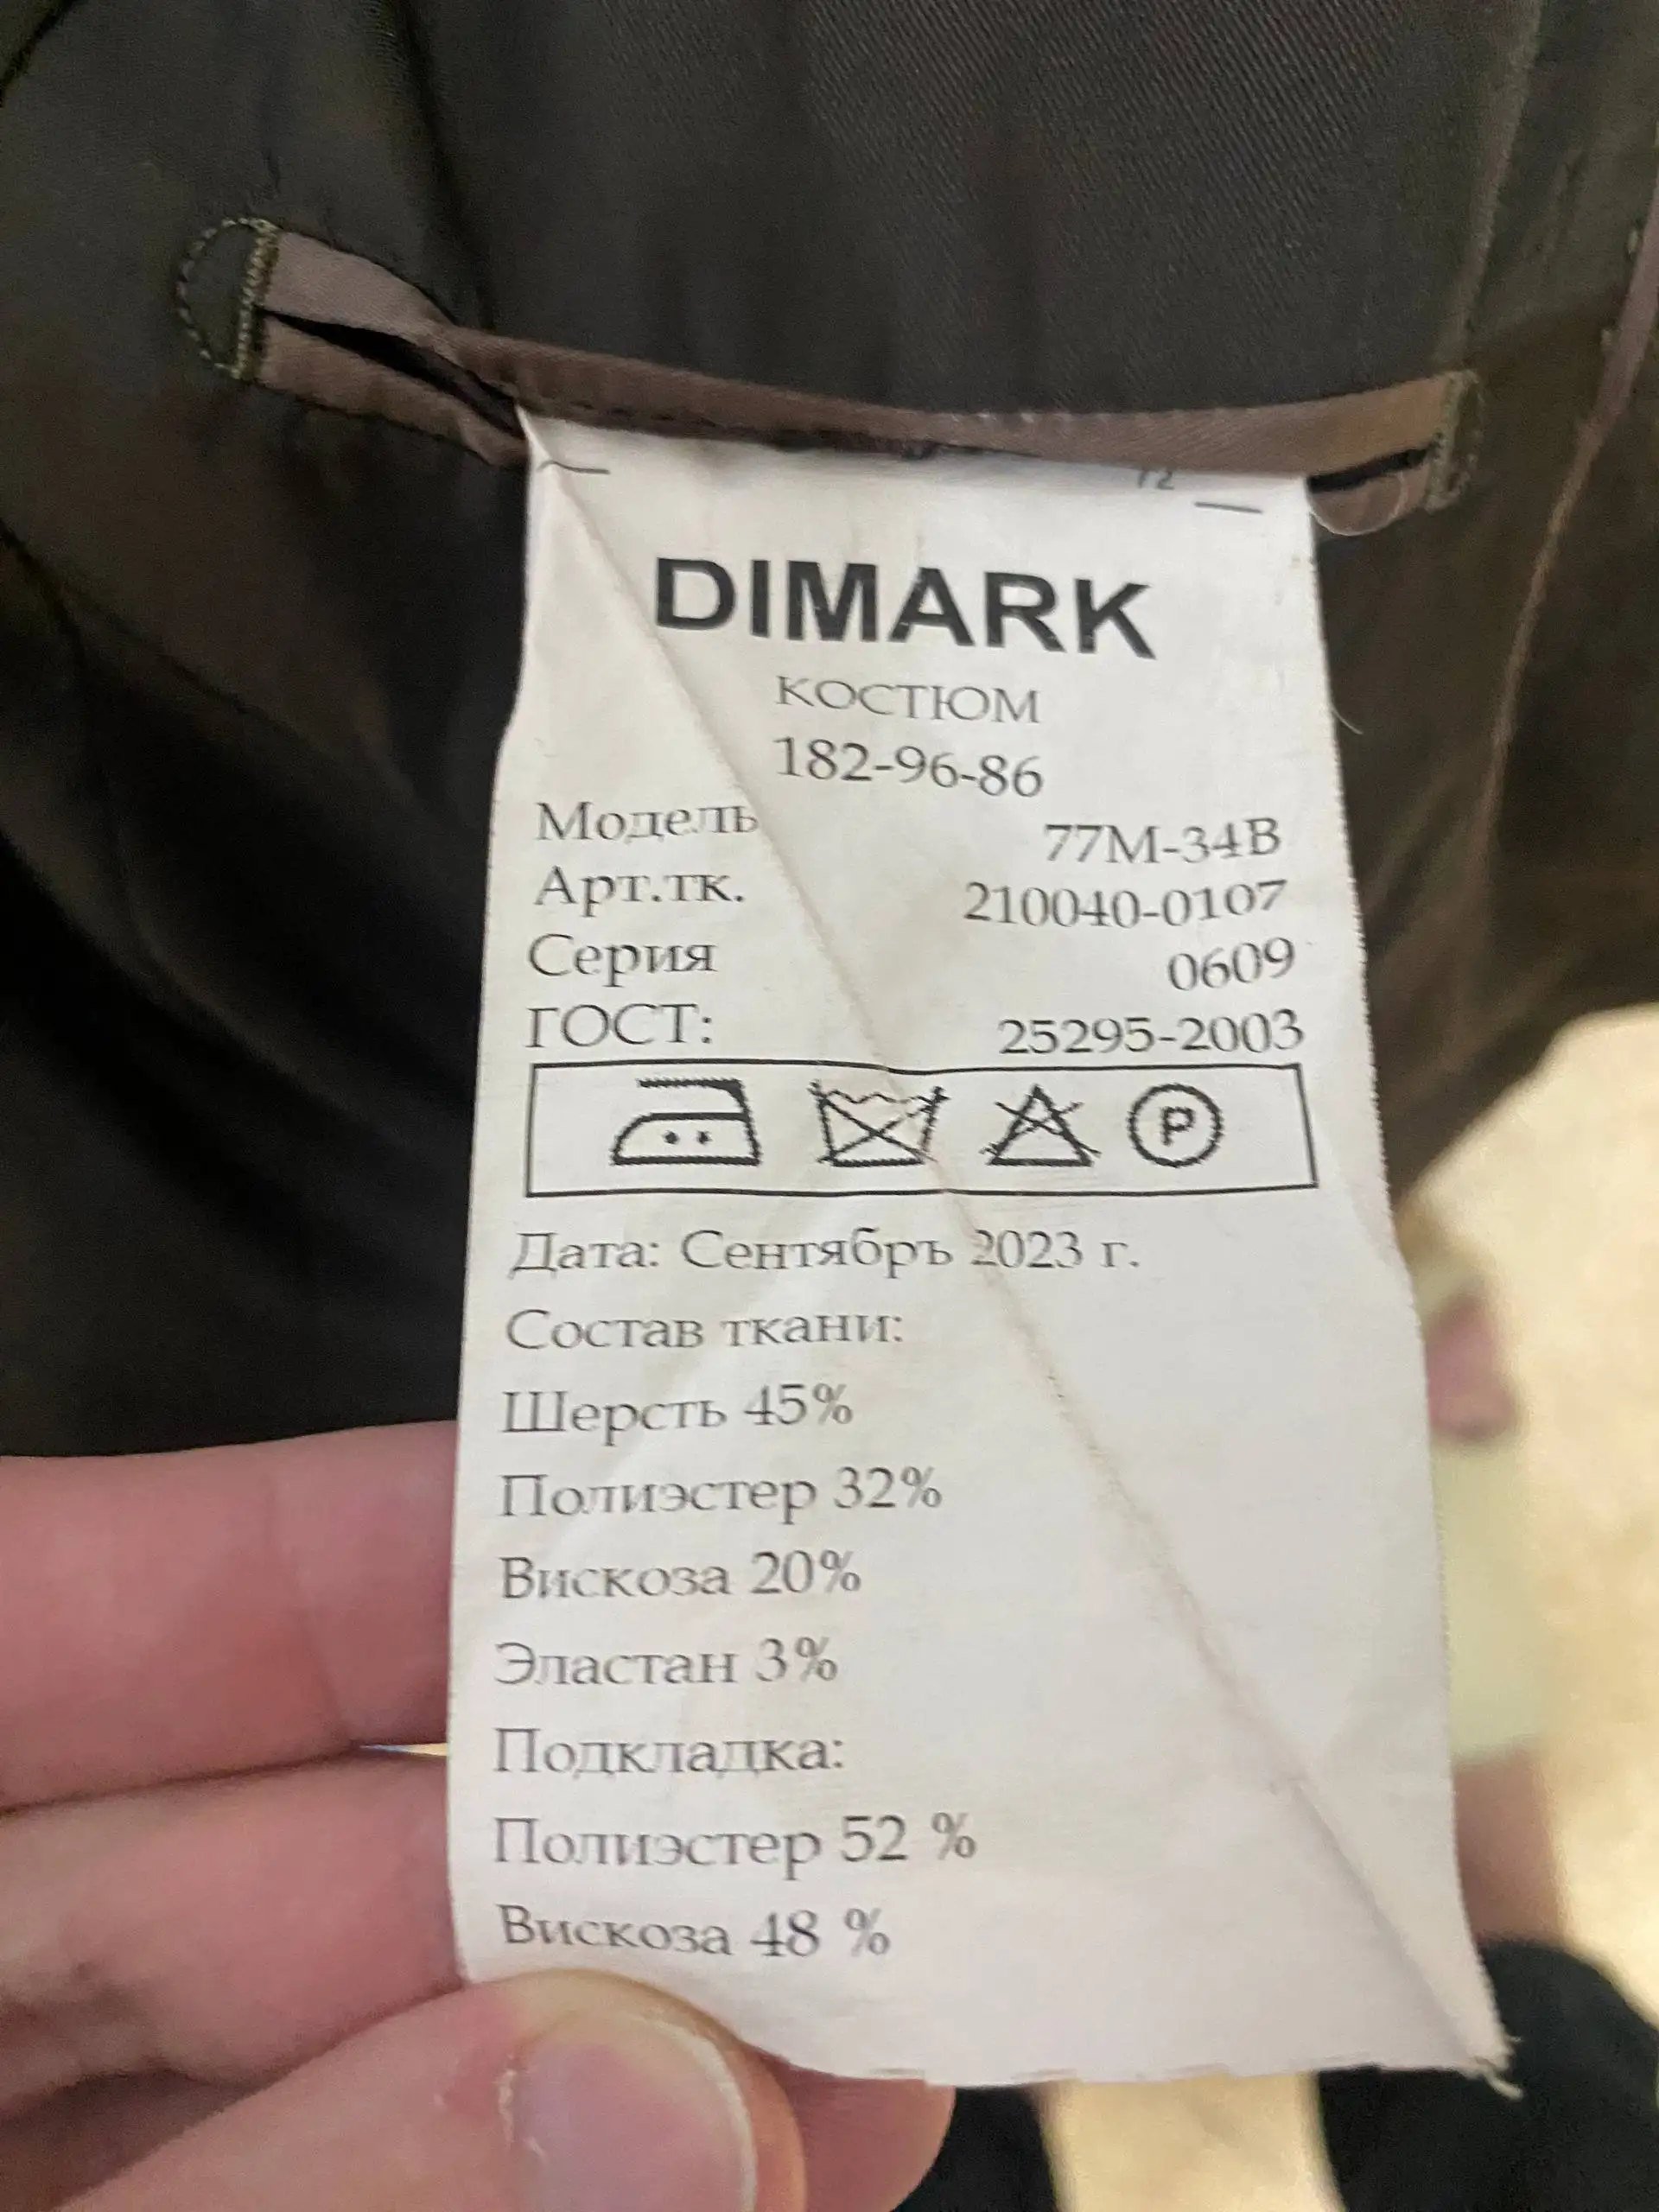 DIMARK
КОСТЮМ
182-96-86
Модель 77М-34В
Арт.тк. 210040-0107
Серия 0609
ГОСТ: 25295-2003
P
Дата: Сентябръ 2023 г.
Состав ткани:
Шерсть 45%
Полиэстер 32%
Вискоза 20%
Эластан 3%
Подкладка:
Полиэстер 52 %
Вискоза 48 %